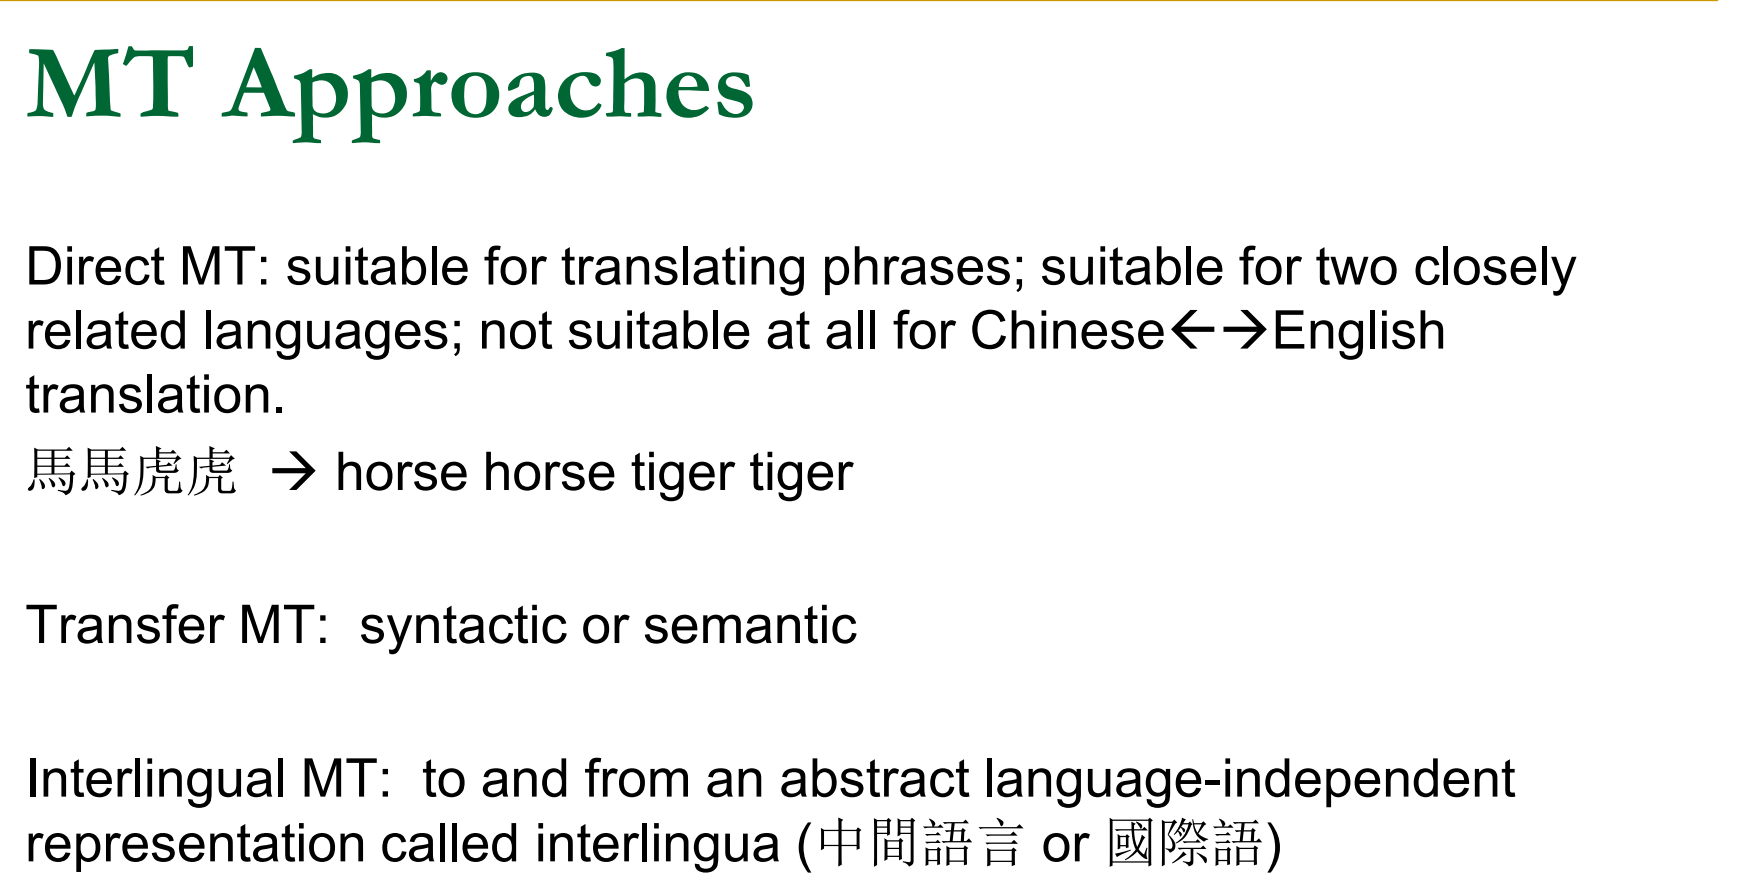 MT Approaches
Direct MT: suitable for translating phrases; suitable for two closely
related languages; not suitable at all for Chinese←→English
translation.
馬馬虎虎 → horse horse tiger tiger
Transfer MT: syntactic or semantic
Interlingual MT: to and from an abstract language-independent
representation called interlingua (中間語言 or 國際語)